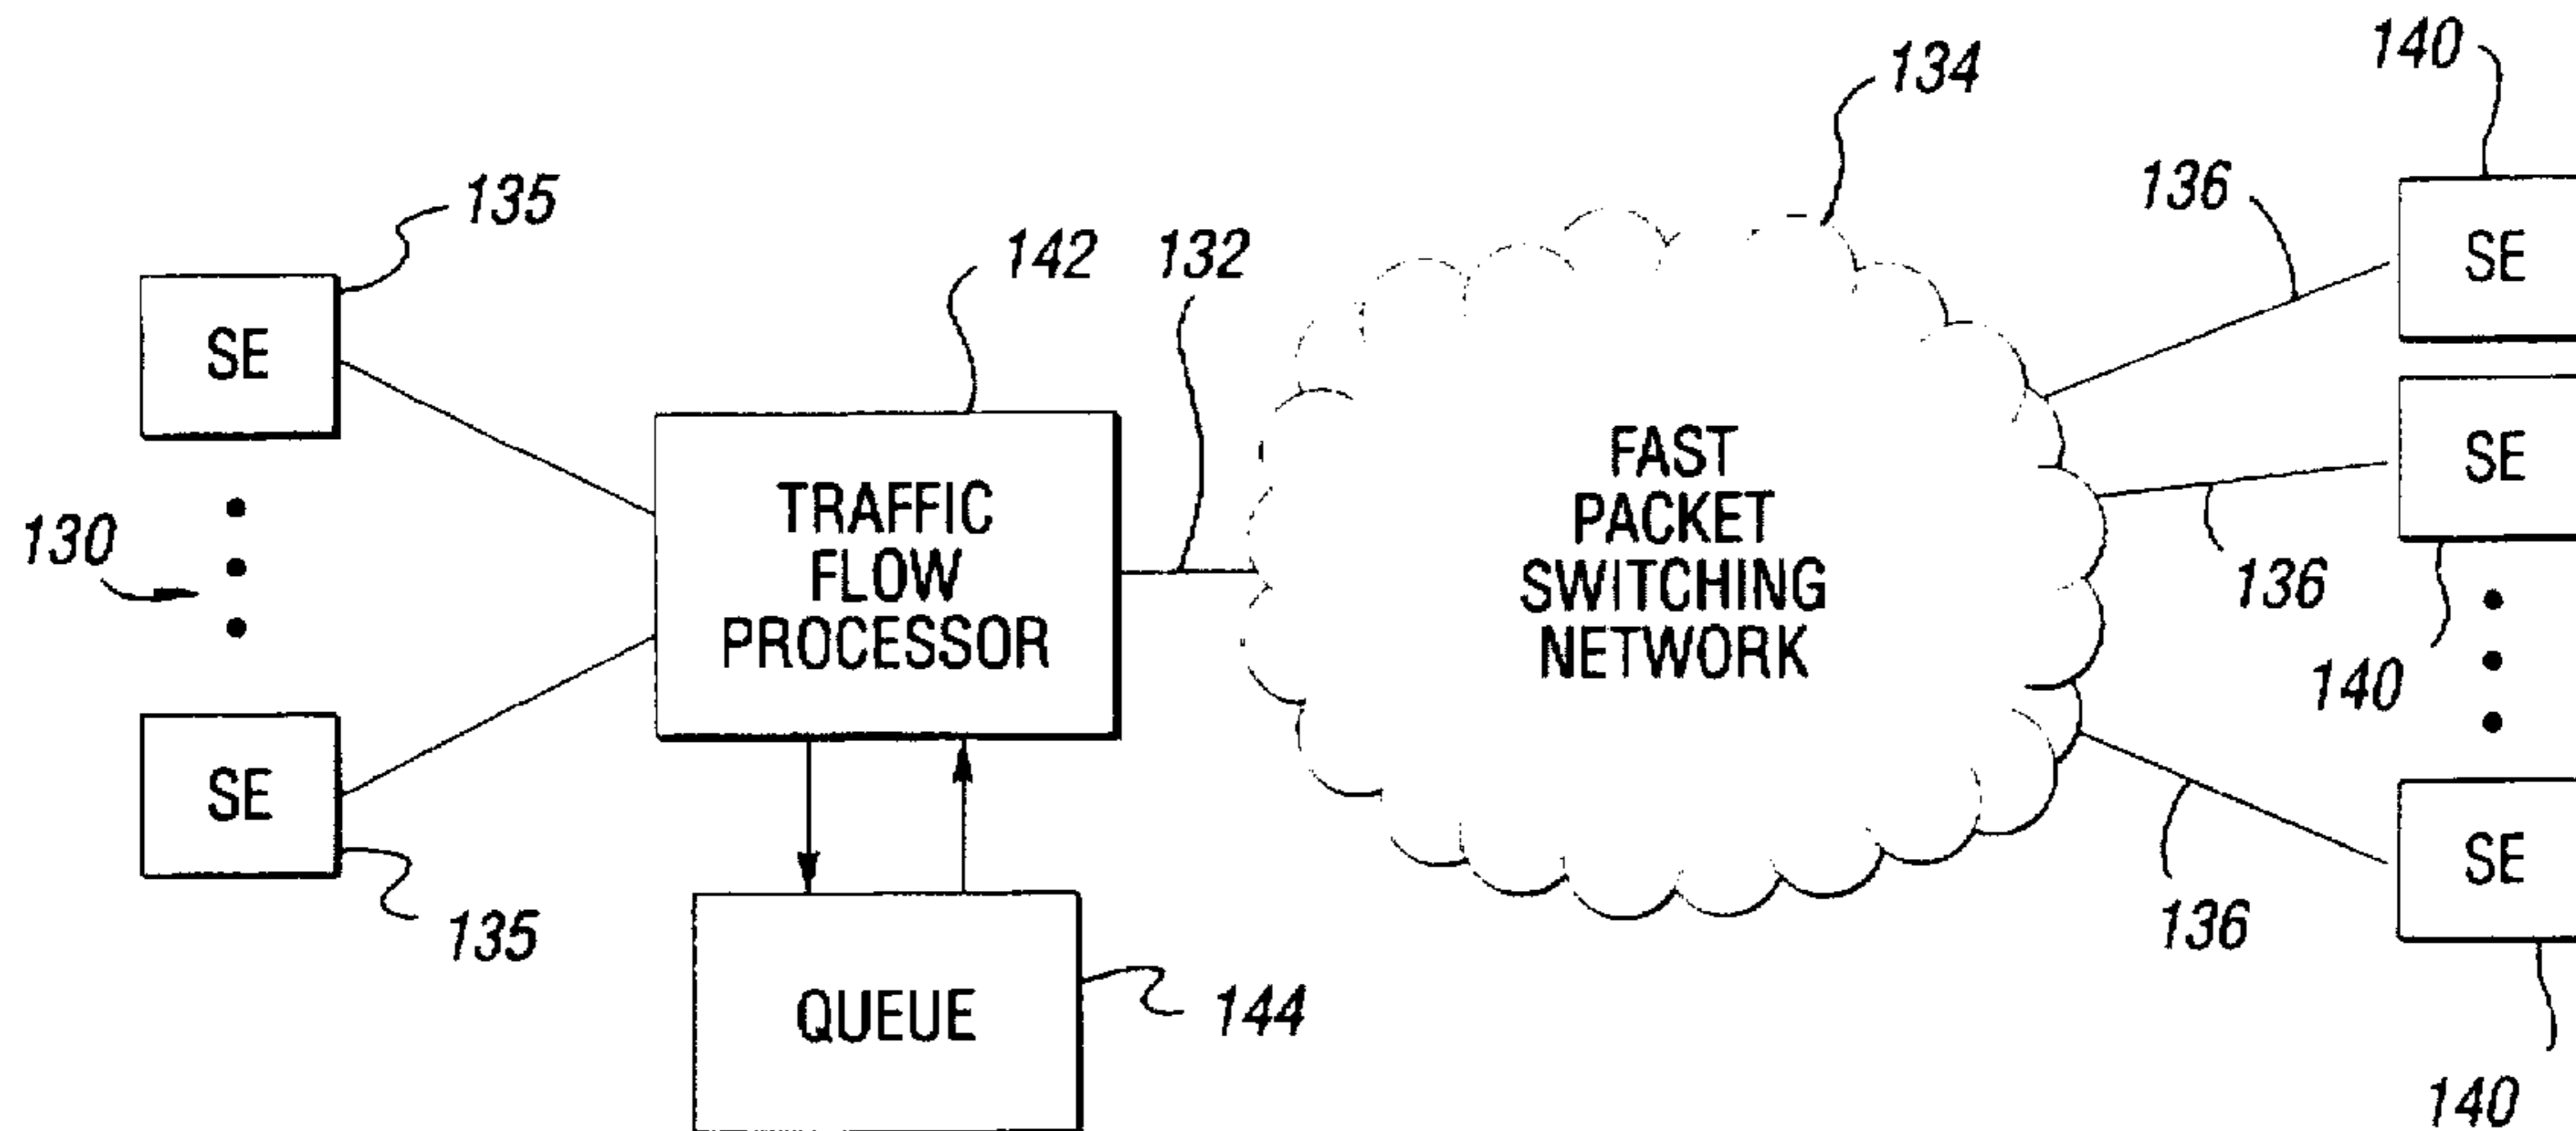 140
134
136
135
142 132
SE
SE
SE
130
TRAFFIC
FLOW
PROCESSOR
FAST
PACKET
SWITCHING
NETWORK
136
140
SE
135
SE
136
QUEUE
144
140